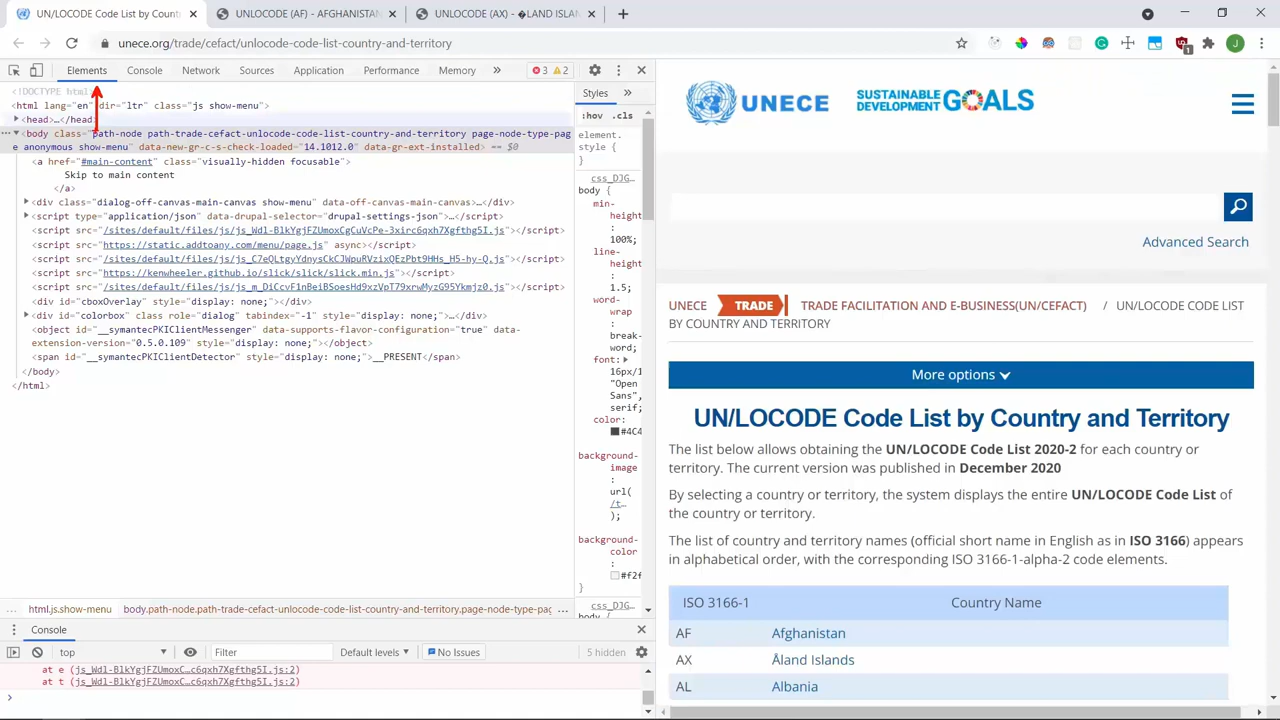 UN/LOCODE Code List by Country
UNLOCODE (AF) - AFGHANISTAN
UNLOCODE (AX) - �LAND ISLAN
unece.org/trade/cefact/unlocode-code-list-country-and-territory
J
Elements Console Network Sources Application Performance Memory 3 2
<!DOCTYPE html>
<html lang="en" dir="ltr" class="js show-menu">
<head>…</head>
<body class="path-node path-trade-cefact-unlocode-code-list-country-and-territory page-node-type-pag
e anonymous show-menu" data-new-gr-c-s-check-loaded="14.1012.0" data-gr-ext-installed> == $0
<a href="#main-content" class="visually-hidden focusable">
Skip to main content
</a>
<div class="dialog-off-canvas-main-canvas show-menu" data-off-canvas-main-canvas>…</div>
<script type="application/json" data-drupal-selector="drupal-settings-json">…</script>
<script src="/sites/default/files/js/js_Wdl-BlkYgjFZUmoxCgCuVcPe-3xirc6qxh7Xgfthg5I.js"></script>
<script src="https://static.addtoany.com/menu/page.js" async></script>
<script src="/sites/default/files/js/js_C7eQLtgyYdnysCkCJWpuRVzixQEzPbt9HHs_H5-hy-Q.js"></script>
<script src="https://kenwheeler.github.io/slick/slick/slick.min.js"></script>
<script src="/sites/default/files/js/js_m_DiCcvF1nBeiBSoesHd9xzVpT79xrwMyzG95Ykmjz0.js"></script>
<div id="cboxOverlay" style="display: none;"></div>
<div id="colorbox" class role="dialog" tabindex="-1" style="display: none;">…</div>
<object id="__symantecPKIClientMessenger" data-supports-flavor-configuration="true" data-
extension-version="0.5.0.109" style="display: none;"></object>
<span id="__symantecPKIClientDetector" style="display: none;">__PRESENT</span>
</body>
</html>
html.js.show-menu body.path-node.path-trade-cefact-unlocode-code-list-country-and-territory.page-node-type-pag
Styles
:hov .cls
element.
style {
}
css_DJG…
body {
min-
height
:
100%;
line-
height
:
1.5;
word-
wrap
:
break-
word;
font:
16px/1
"Open
Sans",
serif;
color:
#4C4
background-
image
:
url(
/t…
);
background-
color
:
#f2f
}
css_DJG…
body {
Console
top Filter Default levels No Issues 5 hidden
at e (js_Wdl-BlkYgjFZUmoxC…c6qxh7Xgfthg5I.js:2)
at t (js_Wdl-BlkYgjFZUmoxC…c6qxh7Xgfthg5I.js:2)
UNECE
SUSTAINABLE
DEVELOPMENT GOALS
Advanced Search
UNECE TRADE TRADE FACILITATION AND E-BUSINESS(UN/CEFACT) / UN/LOCODE CODE LIST
BY COUNTRY AND TERRITORY
More options
UN/LOCODE Code List by Country and Territory
The list below allows obtaining the UN/LOCODE Code List 2020-2 for each country or
territory. The current version was published in December 2020
By selecting a country or territory, the system displays the entire UN/LOCODE Code List of
the country or territory.
The list of country and territory names (official short name in English as in ISO 3166) appears
in alphabetical order, with the corresponding ISO 3166-1-alpha-2 code elements.
ISO 3166-1 Country Name
AF Afghanistan
AX Åland Islands
AL Albania